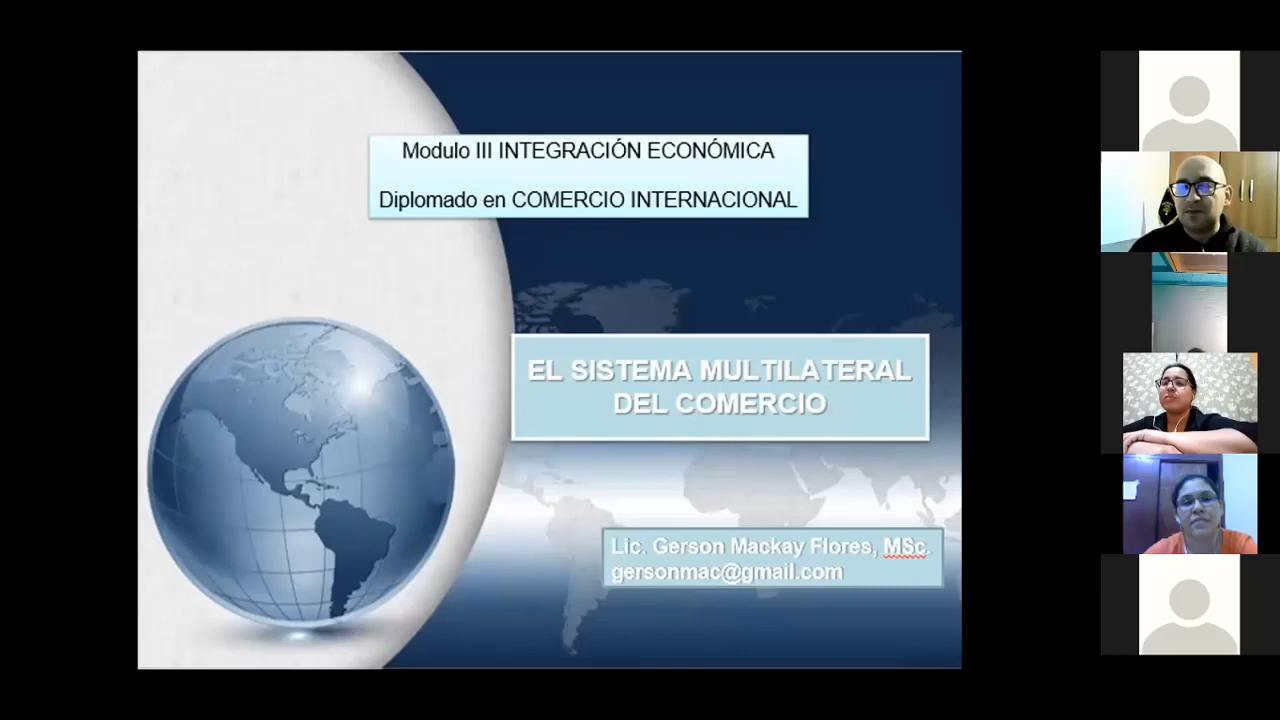 Modulo III INTEGRACIÓN ECONÓMICA
Diplomado en COMERCIO INTERNACIONAL
EL SISTEMA MULTILATERAL
DEL COMERCIO
Lic. Gerson Mackay Flores, MSc.
gersonmac@gmail.com